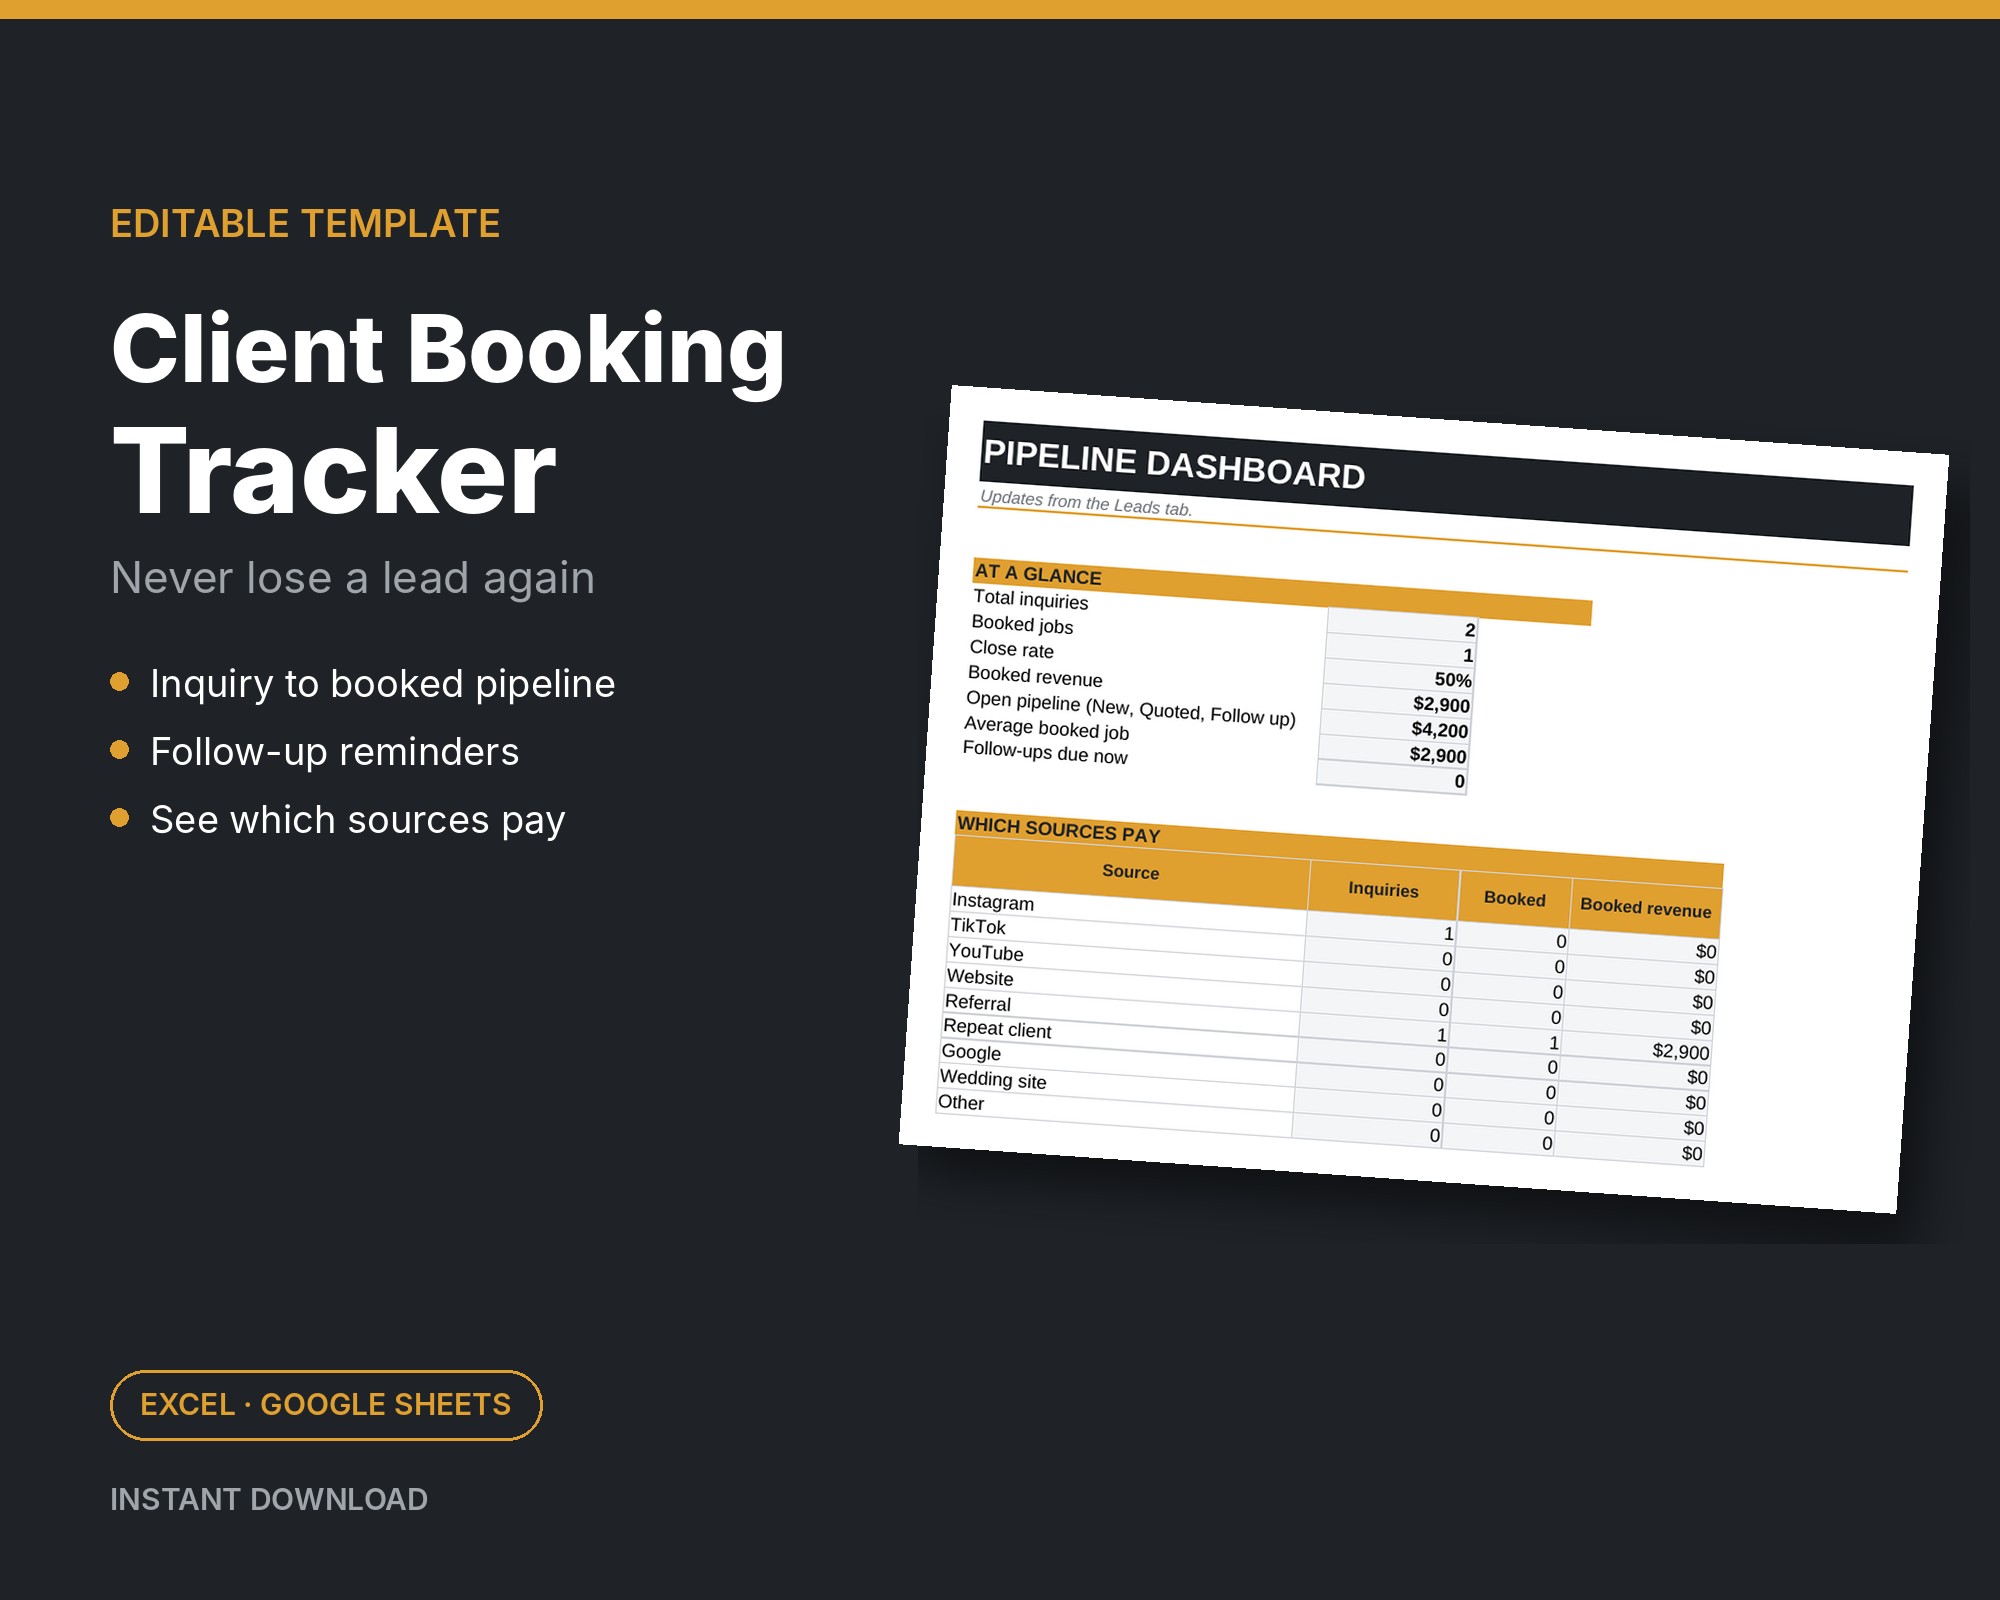 EDITABLE TEMPLATE
Client Booking
Tracker
Never lose a lead again
Inquiry to booked pipeline
Follow-up reminders
See which sources pay
EXCEL · GOOGLE SHEETS
INSTANT DOWNLOAD
PIPELINE DASHBOARD
Updates from the Leads tab.
AT A GLANCE
Total inquiries 2
Booked jobs 1
Close rate 50%
Booked revenue $2,900
Open pipeline (New, Quoted, Follow up) $4,200
Average booked job $2,900
Follow-ups due now 0
WHICH SOURCES PAY
Source Inquiries Booked Booked revenue
Instagram 1 0 $0
TikTok 0 0 $0
YouTube 0 0 $0
Website 0 0 $0
Referral 1 1 $2,900
Repeat client 0 0 $0
Google 0 0 $0
Wedding site 0 0 $0
Other 0 0 $0